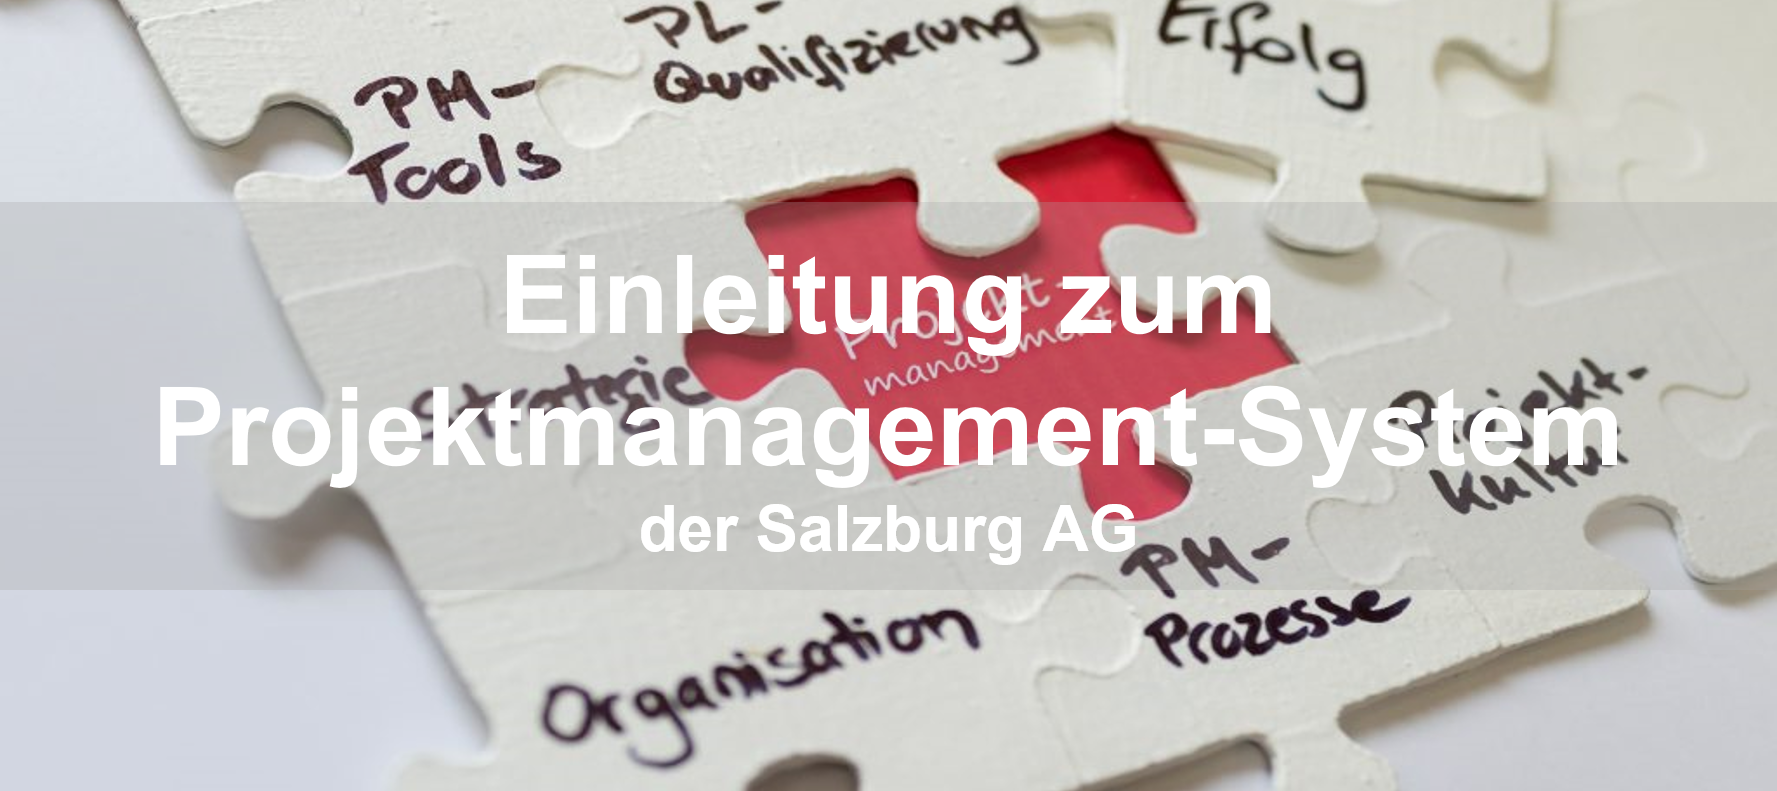 PL-
Qualifizierung
Erfolg
PM-
Tools
Einleitung zum
Projekt-
management
Strategie
Projektmanagement-System
Projekt-
kultur
der Salzburg AG
PM-
Prozesse
Organisation